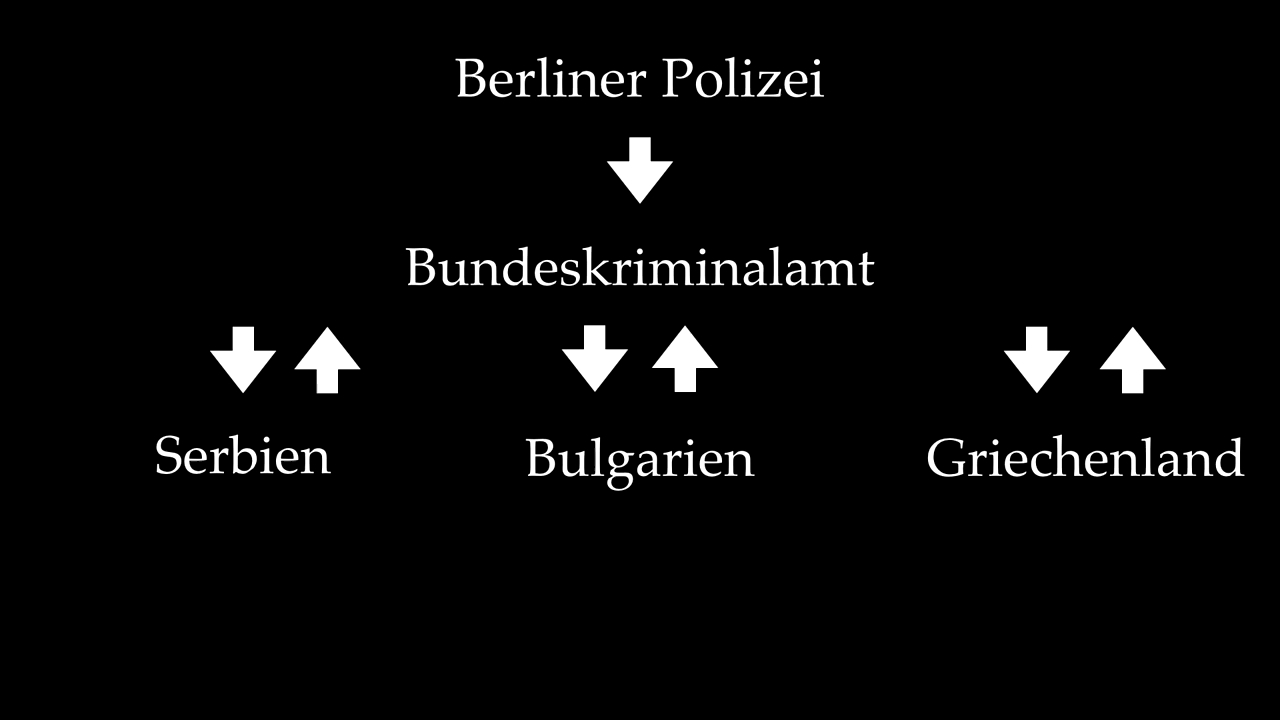 Berliner Polizei
Bundeskriminalamt
Serbien
Bulgarien
Griechenland